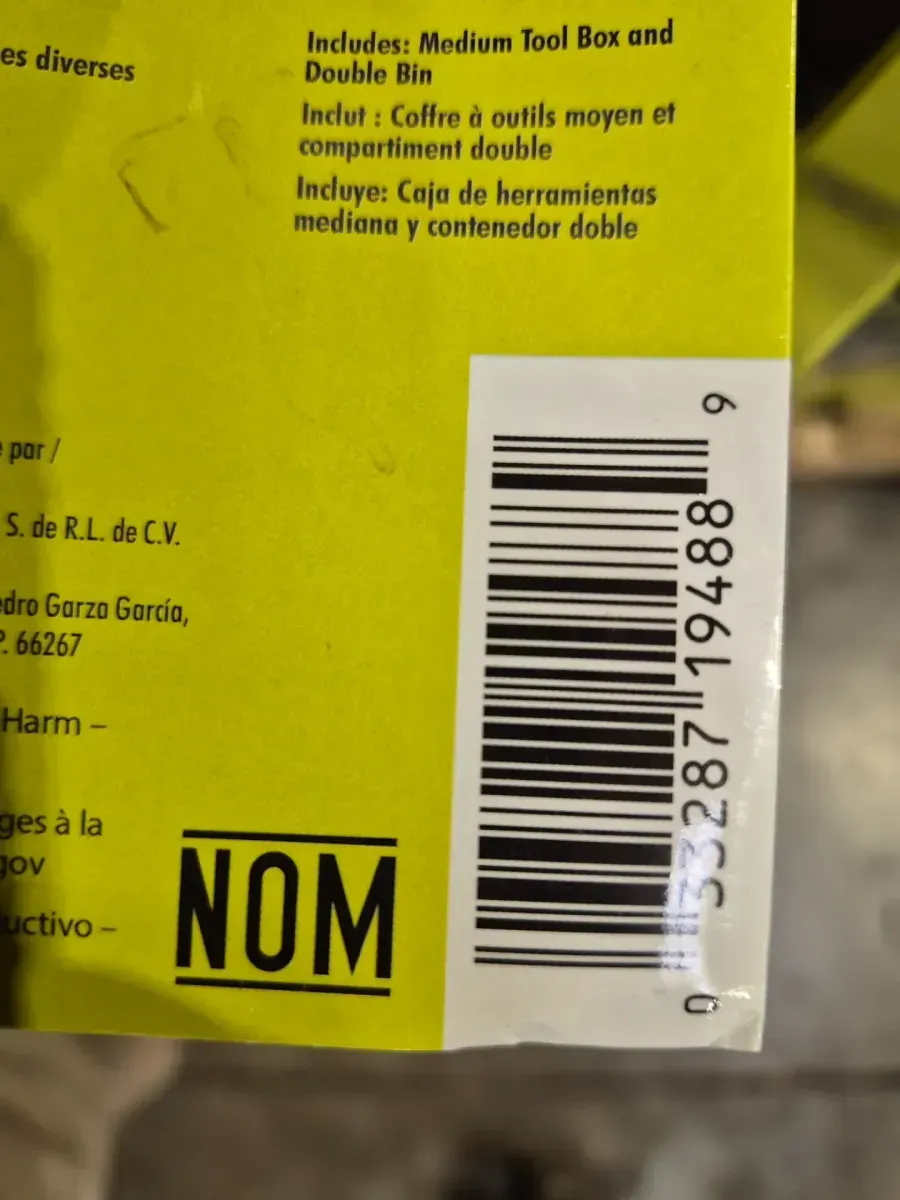 es diverses
Includes: Medium Tool Box and
Double Bin
Inclut : Coffre à outils moyen et
compartiment double
Incluye: Caja de herramientas
mediana y contenedor doble
por /
S. de R.L. de C.V.
edro Garza García,
P. 66267
Harm –
ges à la
gov
uctivo –
NOM
0 33287 19488 9